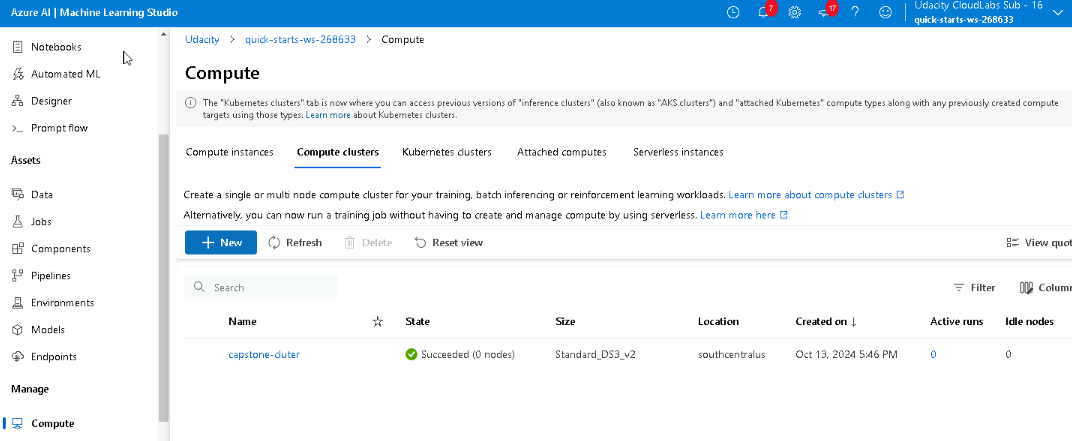 Azure AI | Machine Learning Studio
7
17
Udacity CloudLabs Sub - 16
quick-starts-ws-268633
Notebooks
Automated ML
Designer
Prompt flow
Assets
Data
Jobs
Components
Pipelines
Environments
Models
Endpoints
Manage
Compute
Udacity > quick-starts-ws-268633 > Compute
Compute
The "Kubernetes clusters" tab is now where you can access previous versions of "inference clusters" (also known as "AKS clusters") and "attached Kubernetes" compute types along with any previously created compute
targets using those types. Learn more about Kubernetes clusters.
Compute instances Compute clusters Kubernetes clusters Attached computes Serverless instances
Create a single or multi node compute cluster for your training, batch inferencing or reinforcement learning workloads. Learn more about compute clusters
Alternatively, you can now run a training job without having to create and manage compute by using serverless. Learn more here
New Refresh Delete Reset view View quot
Search Filter Column
Name State Size Location Created on ↓ Active runs Idle nodes
capstone-cluter Succeeded (0 nodes) Standard_DS3_v2 southcentralus Oct 13, 2024 5:46 PM 0 0